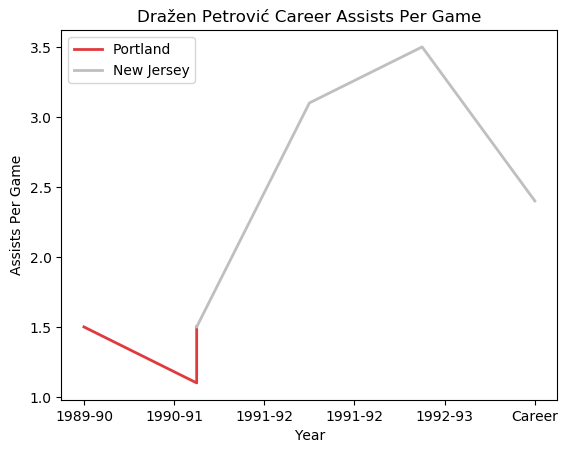 Dražen Petrović Career Assists Per Game
Portland
New Jersey
3.5
3.0
2.5
2.0
1.5
1.0
Assists Per Game
1989-90 1990-91 1991-92 1991-92 1992-93 Career
Year